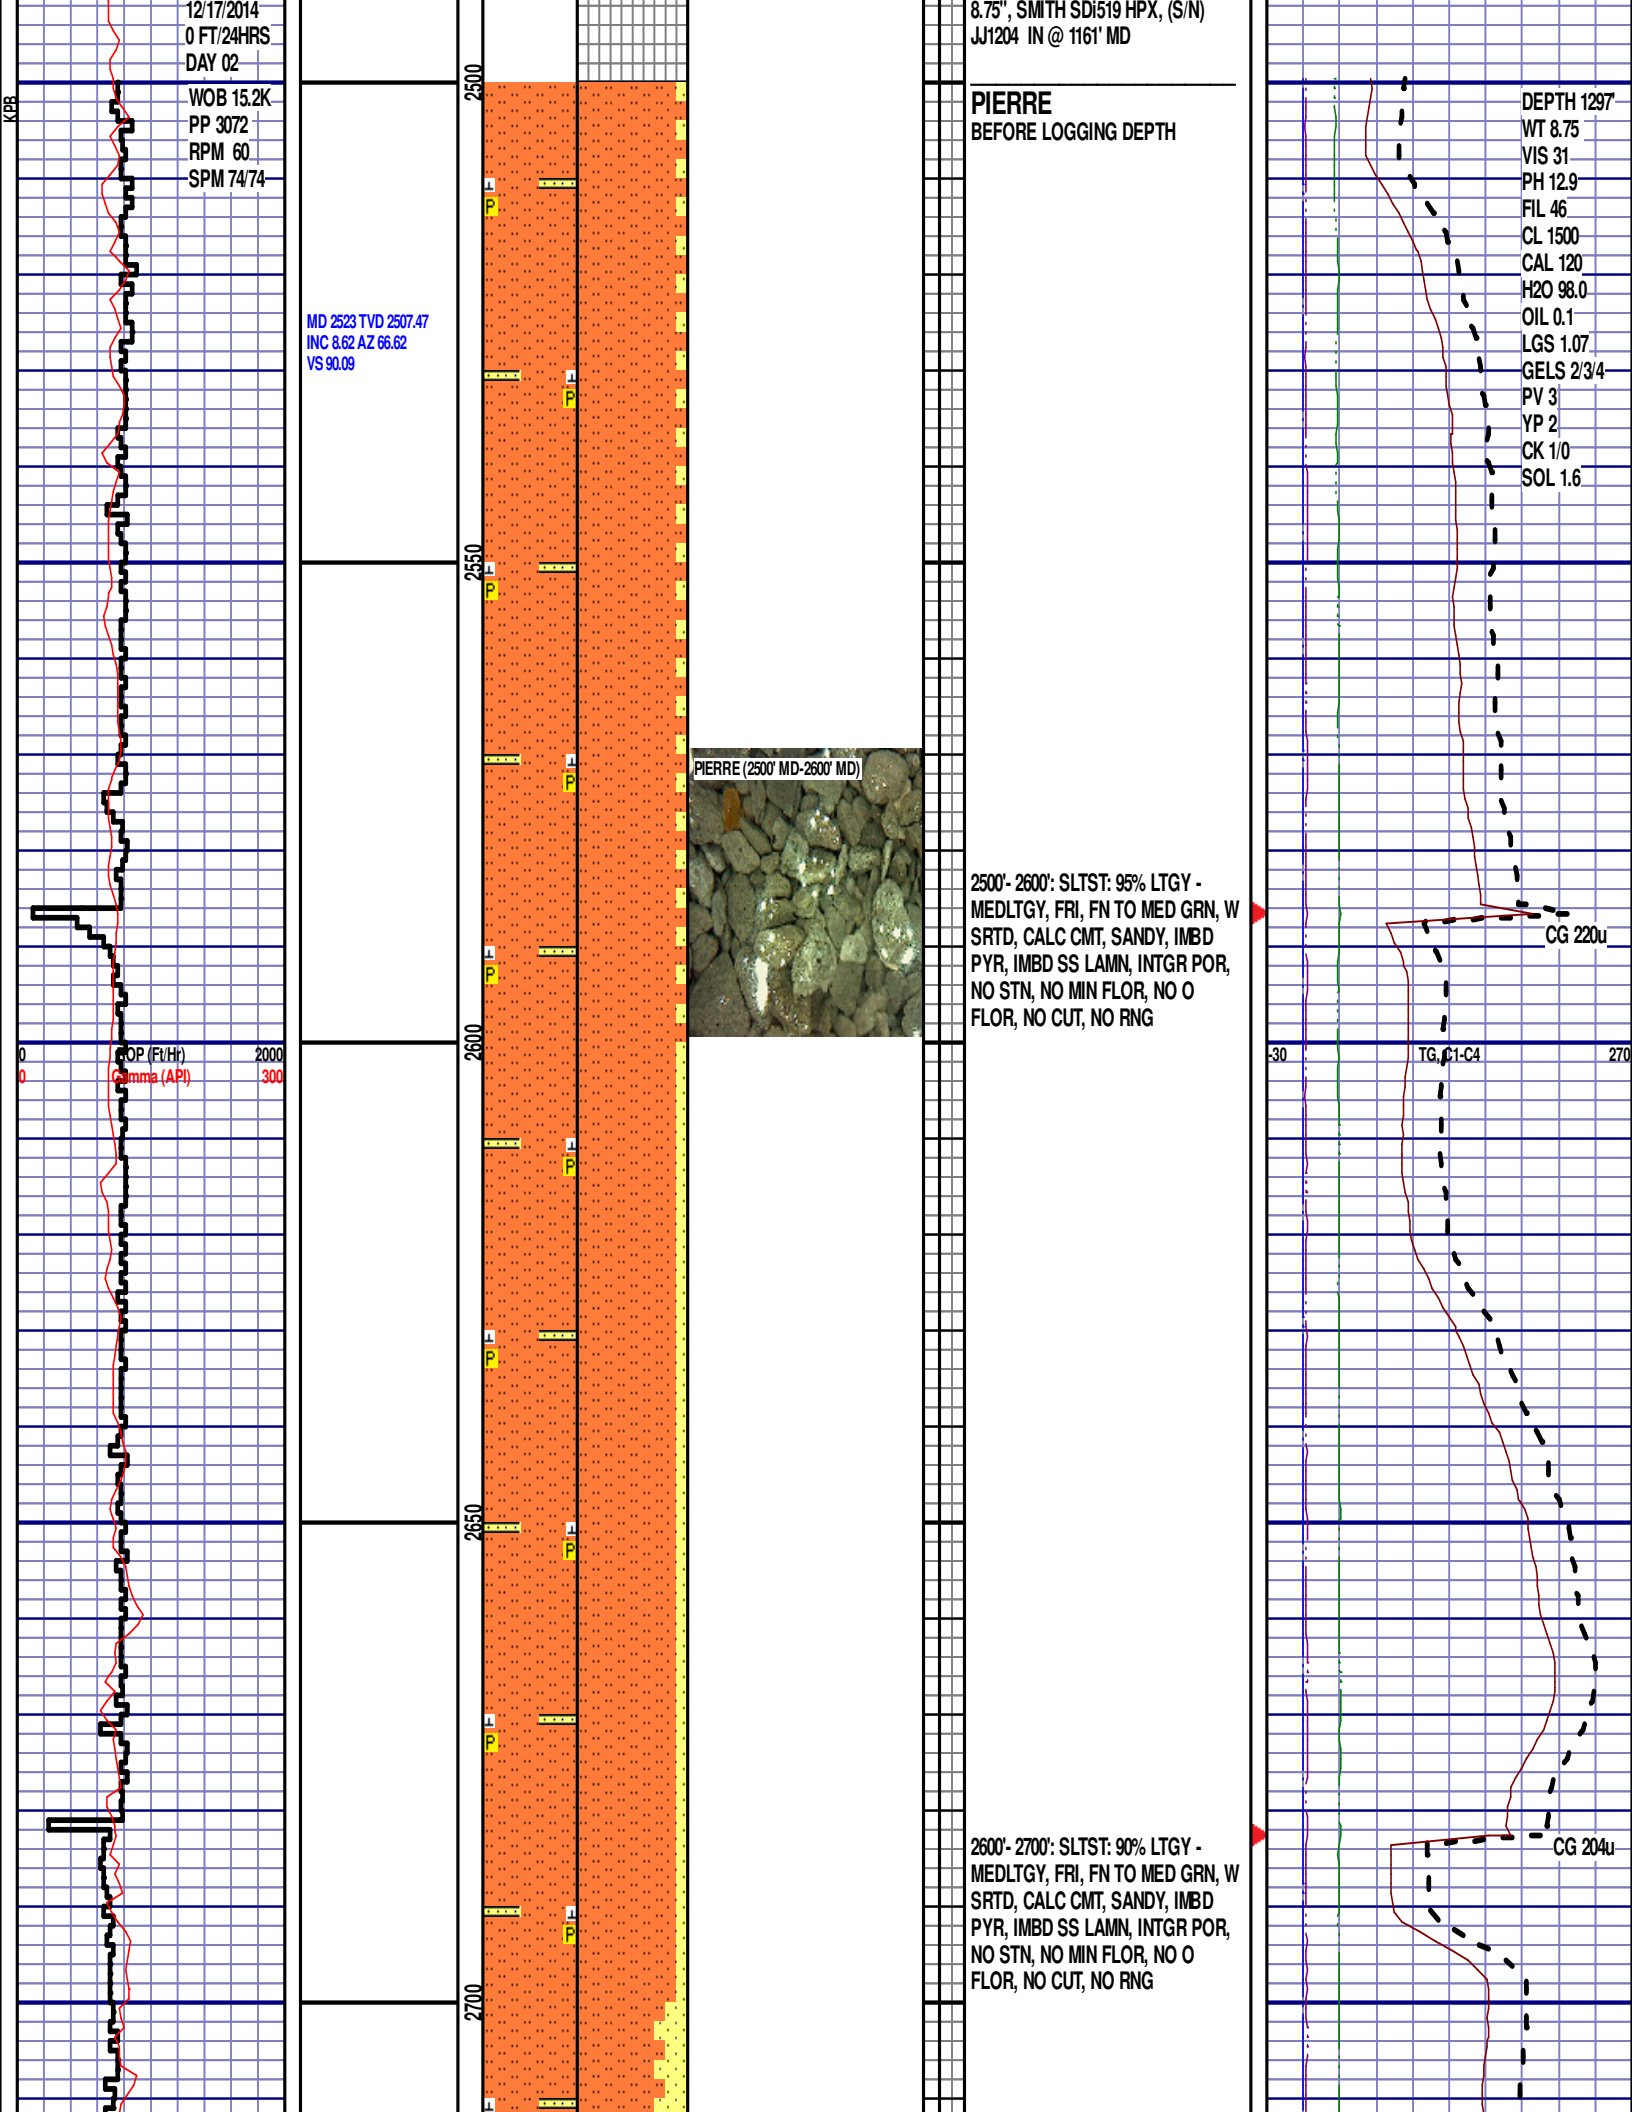 12/17/2014
0 FT/24HRS
DAY 02
WOB 15.2K
PP 3072
RPM 60
SPM 74/74
KPB
MD 2523 TVD 2507.47
INC 8.62 AZ 66.62
VS 90.09
2500
2550
2600
2650
2700
P
P
P
P
P
P
P
P
P
P
8.75", SMITH SDi519 HPX, (S/N)
JJ1204 IN @ 1161' MD
PIERRE
BEFORE LOGGING DEPTH
DEPTH 1297'
WT 8.75
VIS 31
PH 12.9
FIL 46
CL 1500
CAL 120
H2O 98.0
OIL 0.1
LGS 1.07
GELS 2/3/4
PV 3
YP 2
CK 1/0
SOL 1.6
PIERRE (2500' MD-2600' MD)
2500'- 2600': SLTST: 95% LTGY -
MEDLTGY, FRI, FN TO MED GRN, W
SRTD, CALC CMT, SANDY, IMBD
PYR, IMBD SS LAMN, INTGR POR,
NO STN, NO MIN FLOR, NO O
FLOR, NO CUT, NO RNG
CG 220u
0 OP (Ft/Hr) 2000
0 Gamma (API) 300
-30 TG, C1-C4 270
2600'- 2700': SLTST: 90% LTGY -
MEDLTGY, FRI, FN TO MED GRN, W
SRTD, CALC CMT, SANDY, IMBD
PYR, IMBD SS LAMN, INTGR POR,
NO STN, NO MIN FLOR, NO O
FLOR, NO CUT, NO RNG
CG 204u